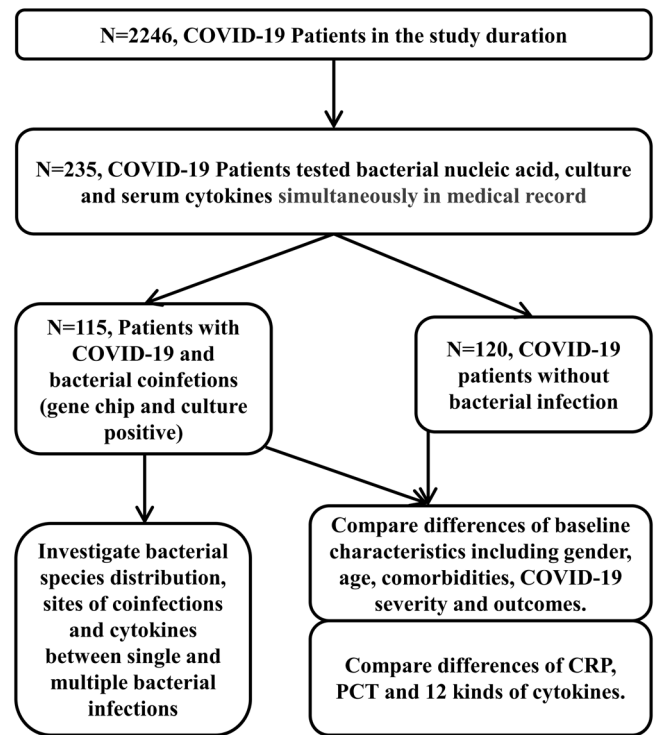 N=2246, COVID-19 Patients in the study duration
N=235, COVID-19 Patients tested bacterial nucleic acid, culture
and serum cytokines simultaneously in medical record
N=115, Patients with
COVID-19 and
bacterial coinfetions
(gene chip and culture
positive)
N=120, COVID-19
patients without
bacterial infection
Investigate bacterial
species distribution,
sites of coinfections
and cytokines
between single and
multiple bacterial
infections
Compare differences of baseline
characteristics including gender,
age, comorbidities, COVID-19
severity and outcomes.
Compare differences of CRP,
PCT and 12 kinds of cytokines.